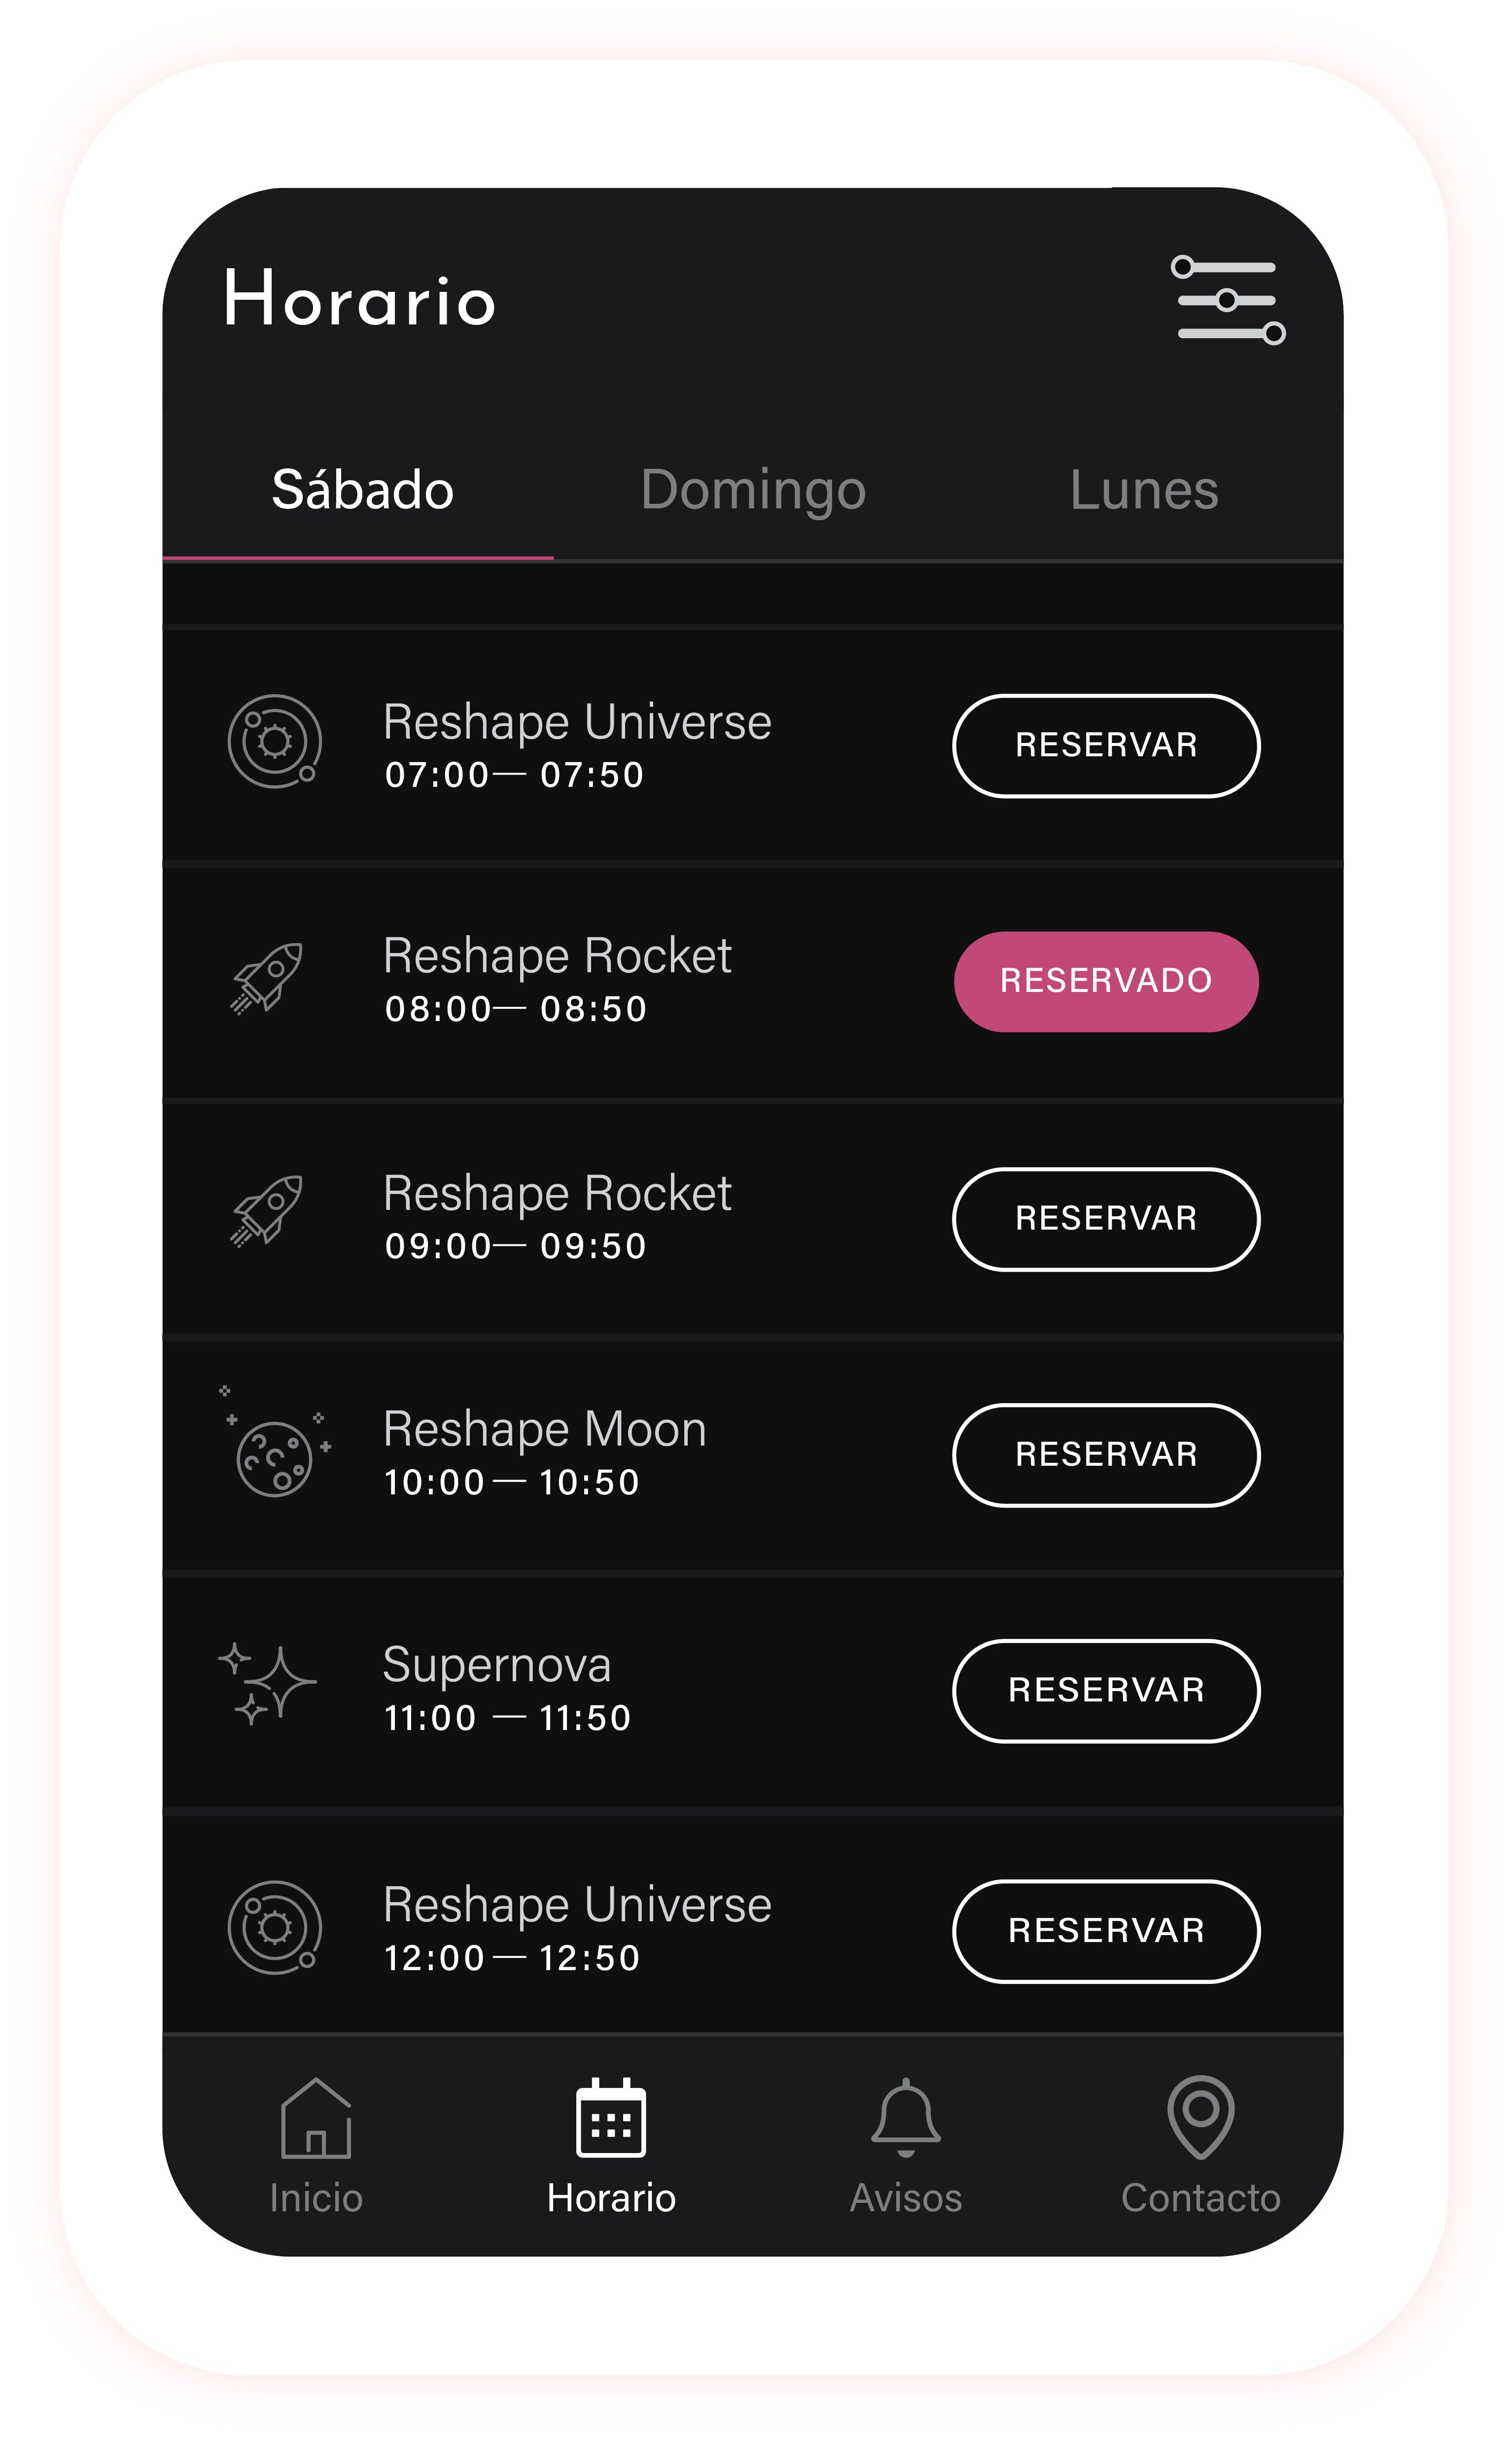 Horario
Sábado Domingo Lunes
Reshape Universe
07:00— 07:50
RESERVAR
Reshape Rocket
08:00— 08:50
RESERVADO
Reshape Rocket
09:00— 09:50
RESERVAR
Reshape Moon
10:00 — 10:50
RESERVAR
Supernova
11:00 — 11:50
RESERVAR
Reshape Universe
12:00 — 12:50
RESERVAR
Inicio Horario Avisos Contacto